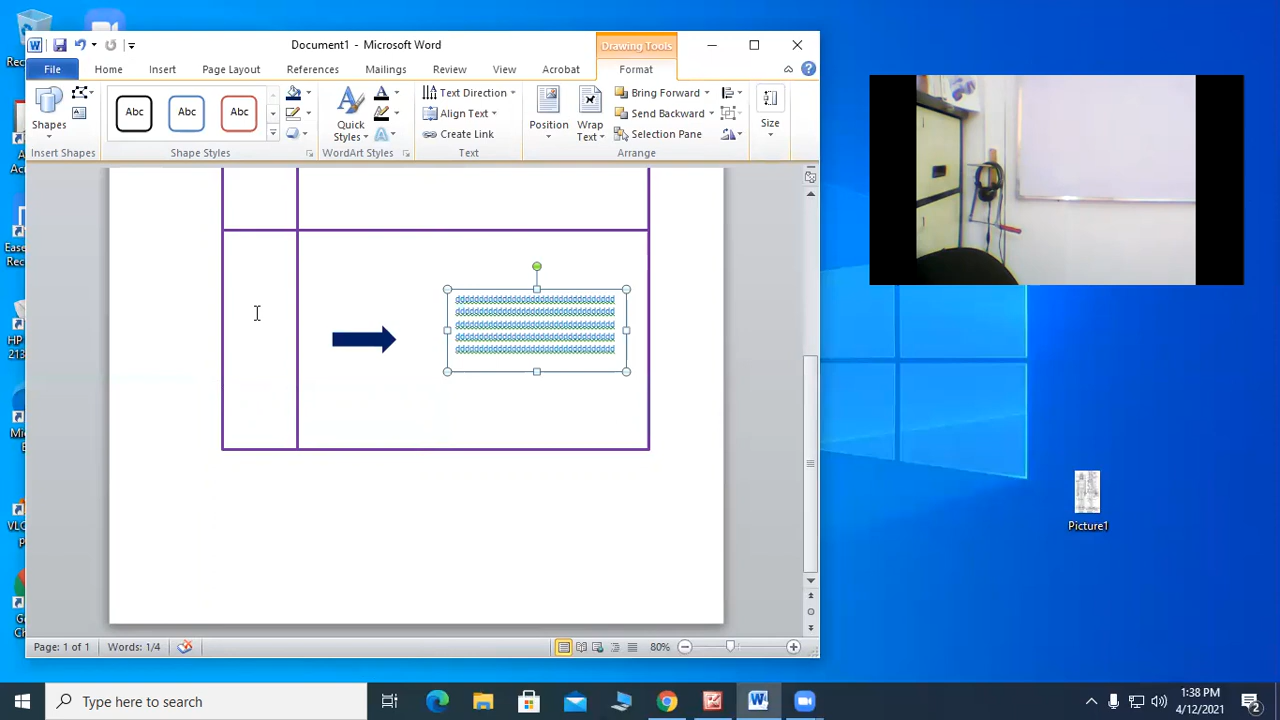 Document1 - Microsoft Word
Drawing Tools
File Home Insert Page Layout References Mailings Review View Acrobat Format
Shapes
Abc Abc Abc
Quick Styles
Text Direction
Align Text
Create Link
Position
Wrap Text
Bring Forward
Send Backward
Selection Pane
Size
Insert Shapes Shape Styles WordArt Styles Text Arrange
Picture1
Page: 1 of 1 Words: 1/4 80%
Type here to search
1:38 PM
4/12/2021
2